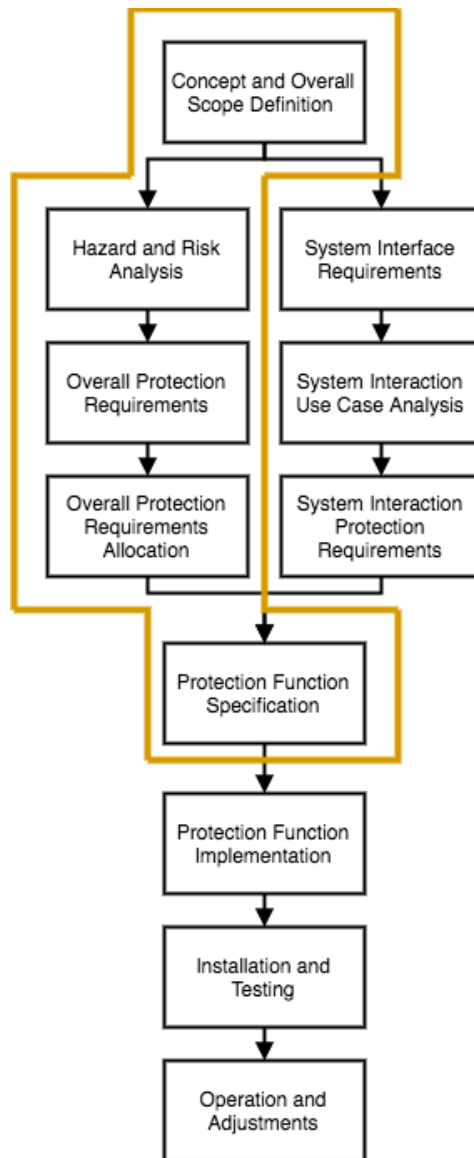 Concept and Overall
Scope Definition
Hazard and Risk
Analysis
System Interface
Requirements
Overall Protection
Requirements
System Interaction
Use Case Analysis
Overall Protection
Requirements
Allocation
System Interaction
Protection
Requirements
Protection Function
Specification
Protection Function
Implementation
Installation and
Testing
Operation and
Adjustments